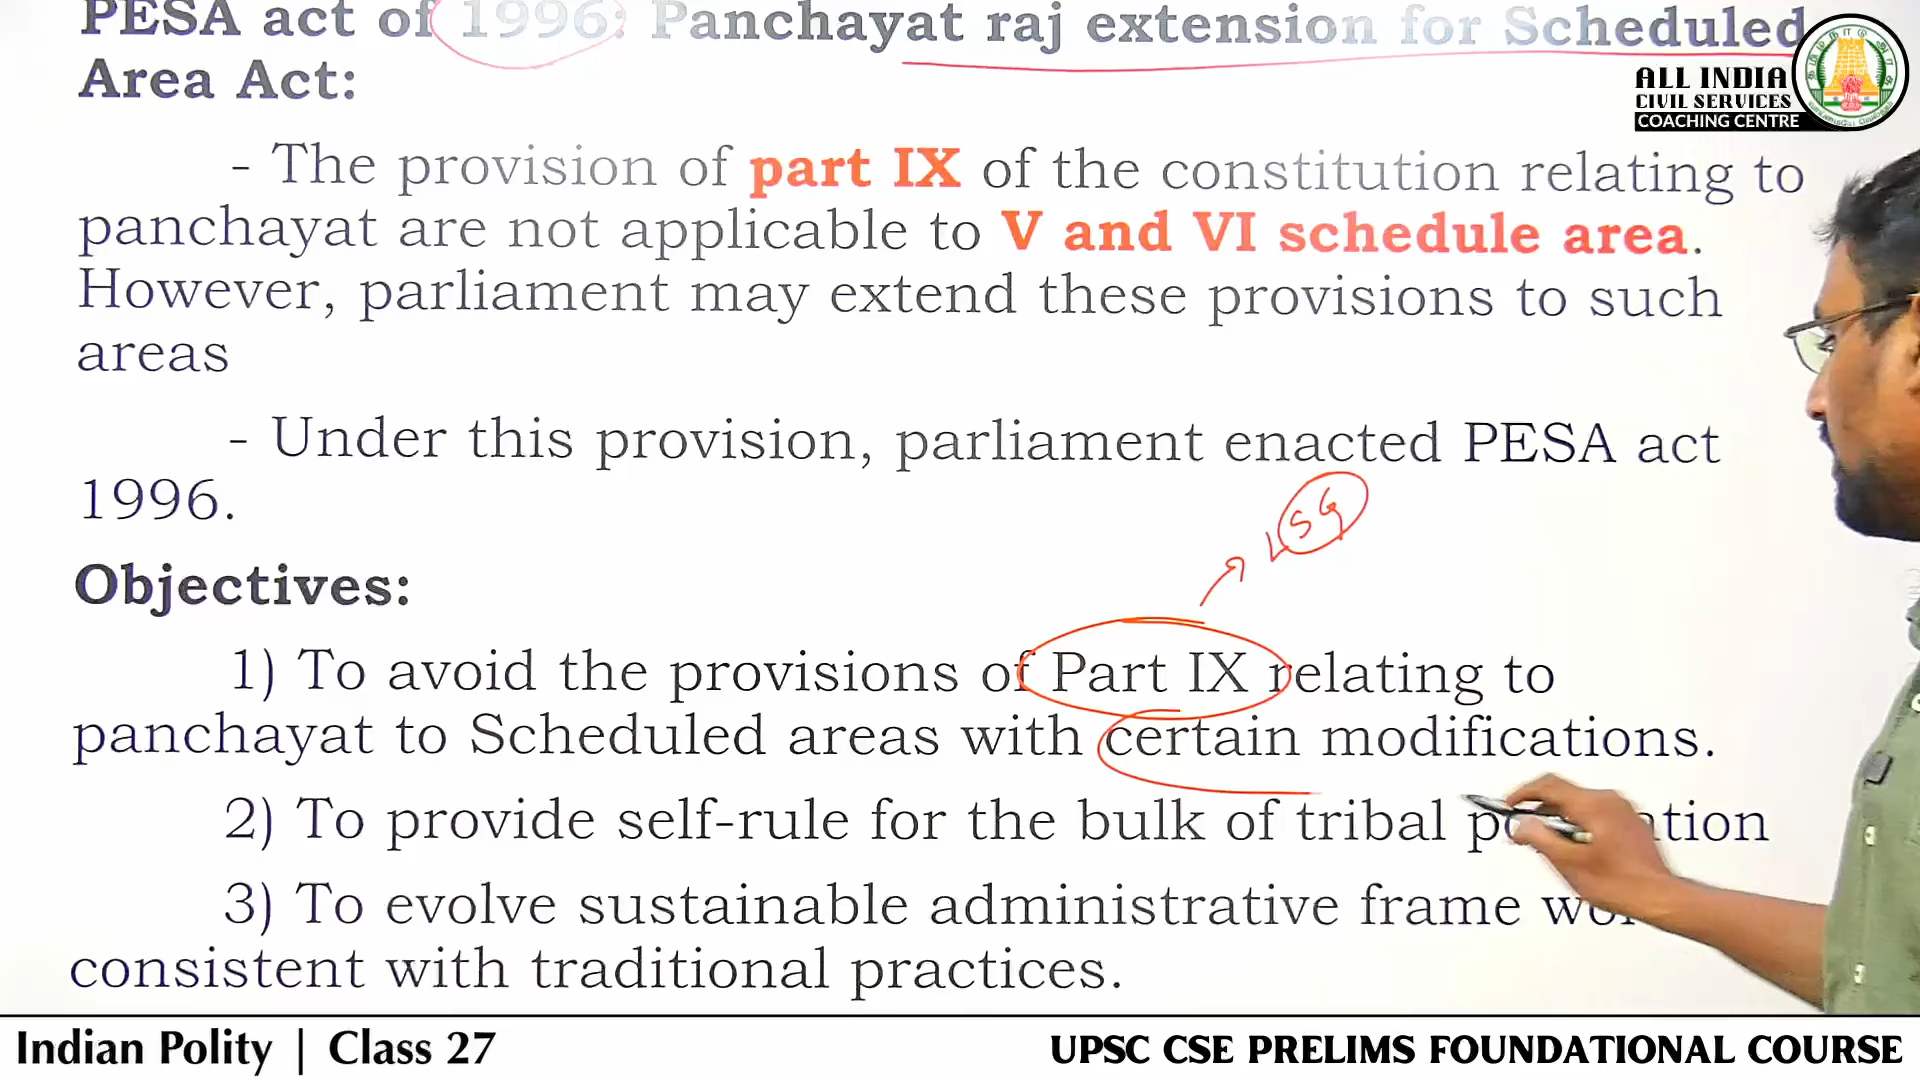 PESA act of 1996: Panchayat raj extension for Scheduled
Area Act:
ALL INDIA
CIVIL SERVICES
COACHING CENTRE
- The provision of part IX of the constitution relating to
panchayat are not applicable to V and VI schedule area.
However, parliament may extend these provisions to such
areas
- Under this provision, parliament enacted PESA act
1996.
LSG
Objectives:
1) To avoid the provisions of Part IX relating to
panchayat to Scheduled areas with certain modifications.
2) To provide self-rule for the bulk of tribal
3) To evolve sustainable administrative frame
consistent with traditional practices.
Indian Polity | Class 27
UPSC CSE PRELIMS FOUNDATIONAL COURSE